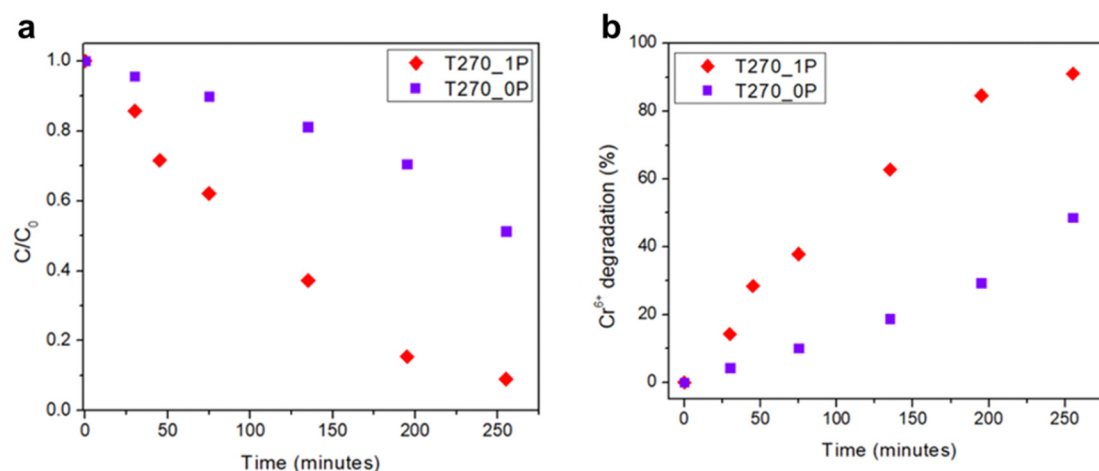 a
1.0
0.8
0.6
0.4
0.2
0.0
C/C₀
T270_1P
T270_0P
0 50 100 150 200 250
Time (minutes)
b
100
80
60
40
20
0
Cr⁶⁺ degradation (%)
T270_1P
T270_0P
0 50 100 150 200 250
Time (minutes)